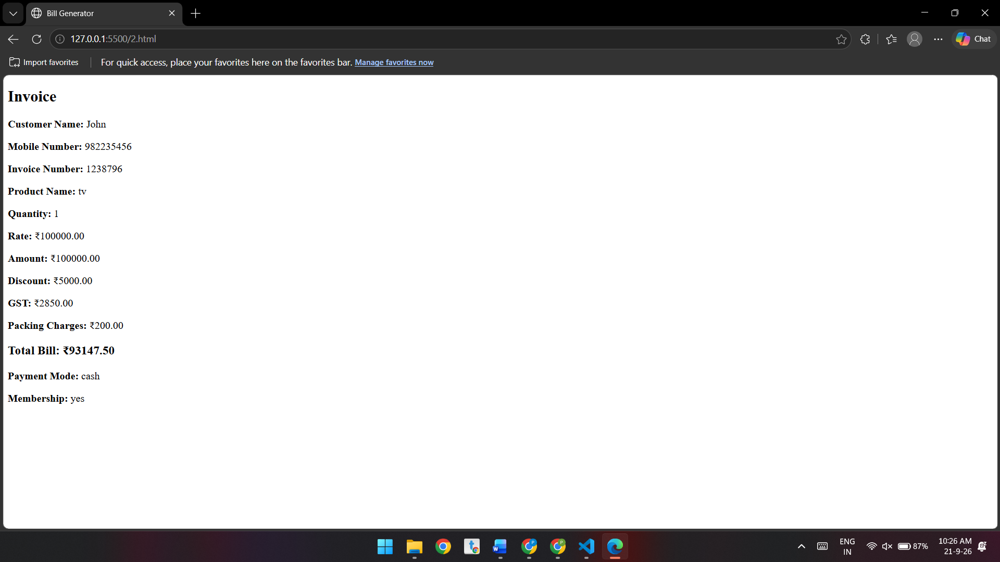 Bill Generator
127.0.0.1:5500/2.html
Chat
Import favorites
For quick access, place your favorites here on the favorites bar. Manage favorites now
Invoice
Customer Name: John
Mobile Number: 982235456
Invoice Number: 1238796
Product Name: tv
Quantity: 1
Rate: ₹100000.00
Amount: ₹100000.00
Discount: ₹5000.00
GST: ₹2850.00
Packing Charges: ₹200.00
Total Bill: ₹93147.50
Payment Mode: cash
Membership: yes
ENG
IN
87%
10:26 AM
21-9-26